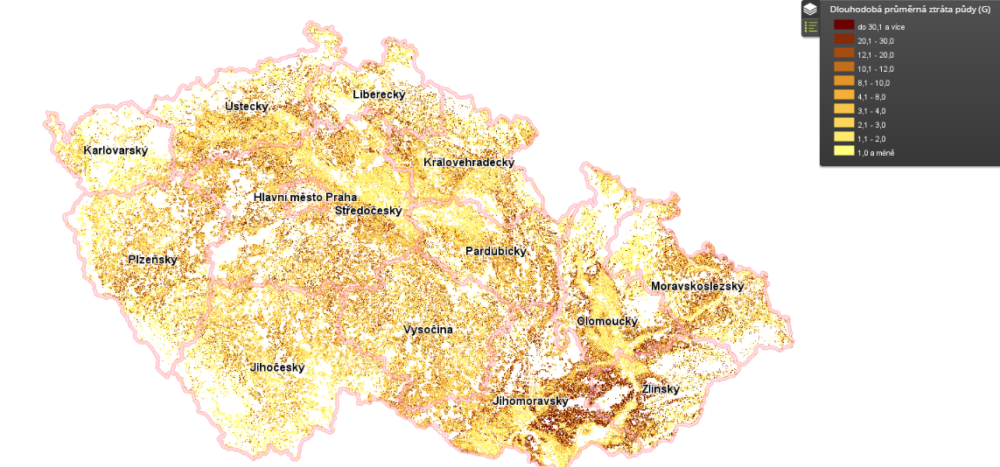 Dlouhodobá průměrná ztráta půdy (G)
do 30,1 a více
20,1 - 30,0
12,1 - 20,0
10,1 - 12,0
8,1 - 10,0
4,1 - 8,0
3,1 - 4,0
2,1 - 3,0
1,1 - 2,0
1,0 a méně
Liberecký
Ústecký
Karlovarský
Královéhradecký
Hlavní město Praha
Středočeský
Pardubický
Plzeňský
Moravskoslezský
Olomoucký
Vysočina
Jihočeský
Zlínský
Jihomoravský